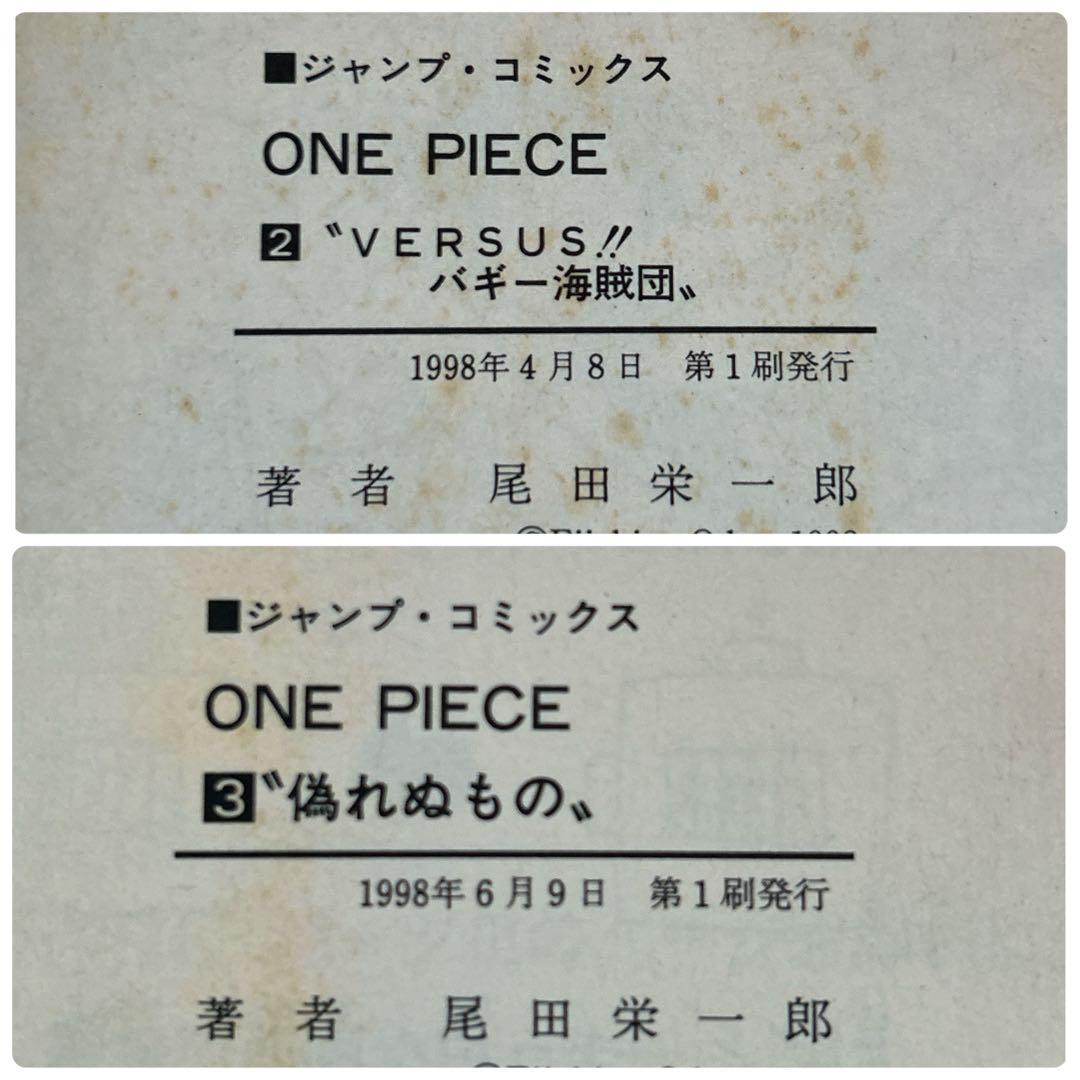 ■ジャンプ・コミックス
ONE PIECE
2 〝VERSUS!!
バギー海賊団〟
1998年4月8日 第1刷発行
著者 尾田栄一郎
■ジャンプ・コミックス
ONE PIECE
3 〝偽れぬもの〟
1998年6月9日 第1刷発行
著者 尾田栄一郎